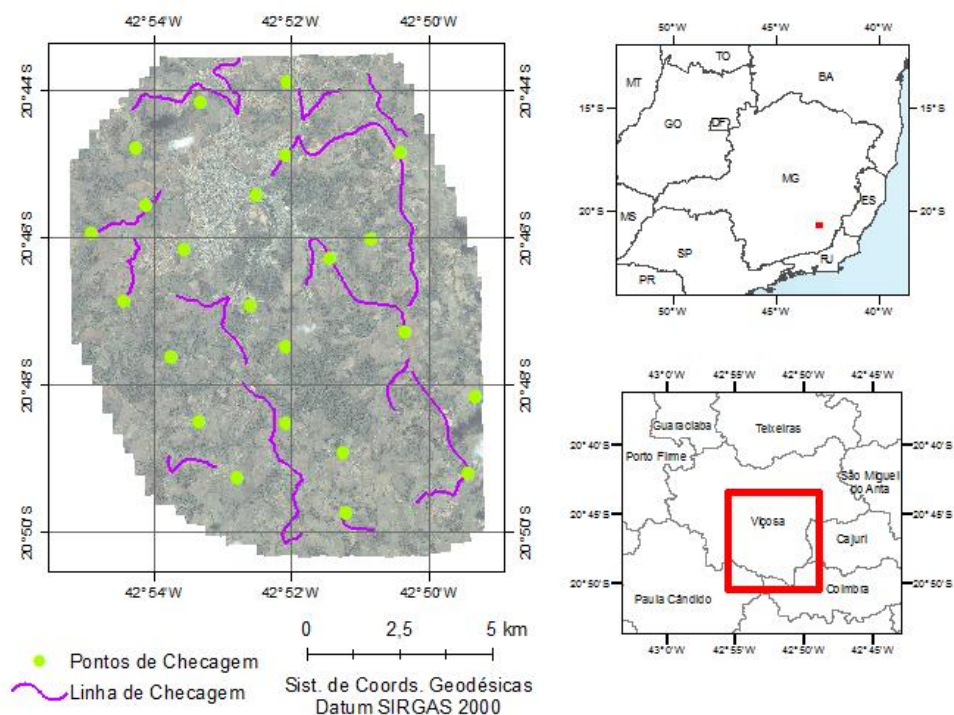 42°54'W 42°52'W 42°50'W
20°44'S 20°44'S
20°46'S 20°46'S
20°48'S 20°48'S
20°50'S 20°50'S
42°54'W 42°52'W 42°50'W
Pontos de Checagem
Linha de Checagem
0 2,5 5 km
Sist. de Coords. Geodésicas
Datum SIRGAS 2000
50°W 45°W 40°W
TO
MT BA
15°S 15°S
GO DF
MG
ES
20°S 20°S
MS
SP RJ
PR
50°W 45°W 40°W
43°0'W 42°55'W 42°50'W 42°45'W
Guaraciaba Teixeiras
20°40'S 20°40'S
Porto Firme
São Miguel
do Anta
20°45'S 20°45'S
Viçosa
Cajuri
20°50'S 20°50'S
Paula Cândido Coimbra
43°0'W 42°55'W 42°50'W 42°45'W